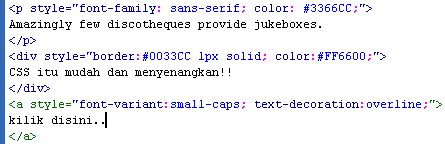 <p style="font-family: sans-serif; color: #3366CC;">
Amazingly few discotheques provide jukeboxes.
</p>
<div style="border:#0033CC 1px solid; color:#FF6600;">
CSS itu mudah dan menyenangkan!!
</div>
<a style="font-variant:small-caps; text-decoration:overline;">
kilik disini..
</a>